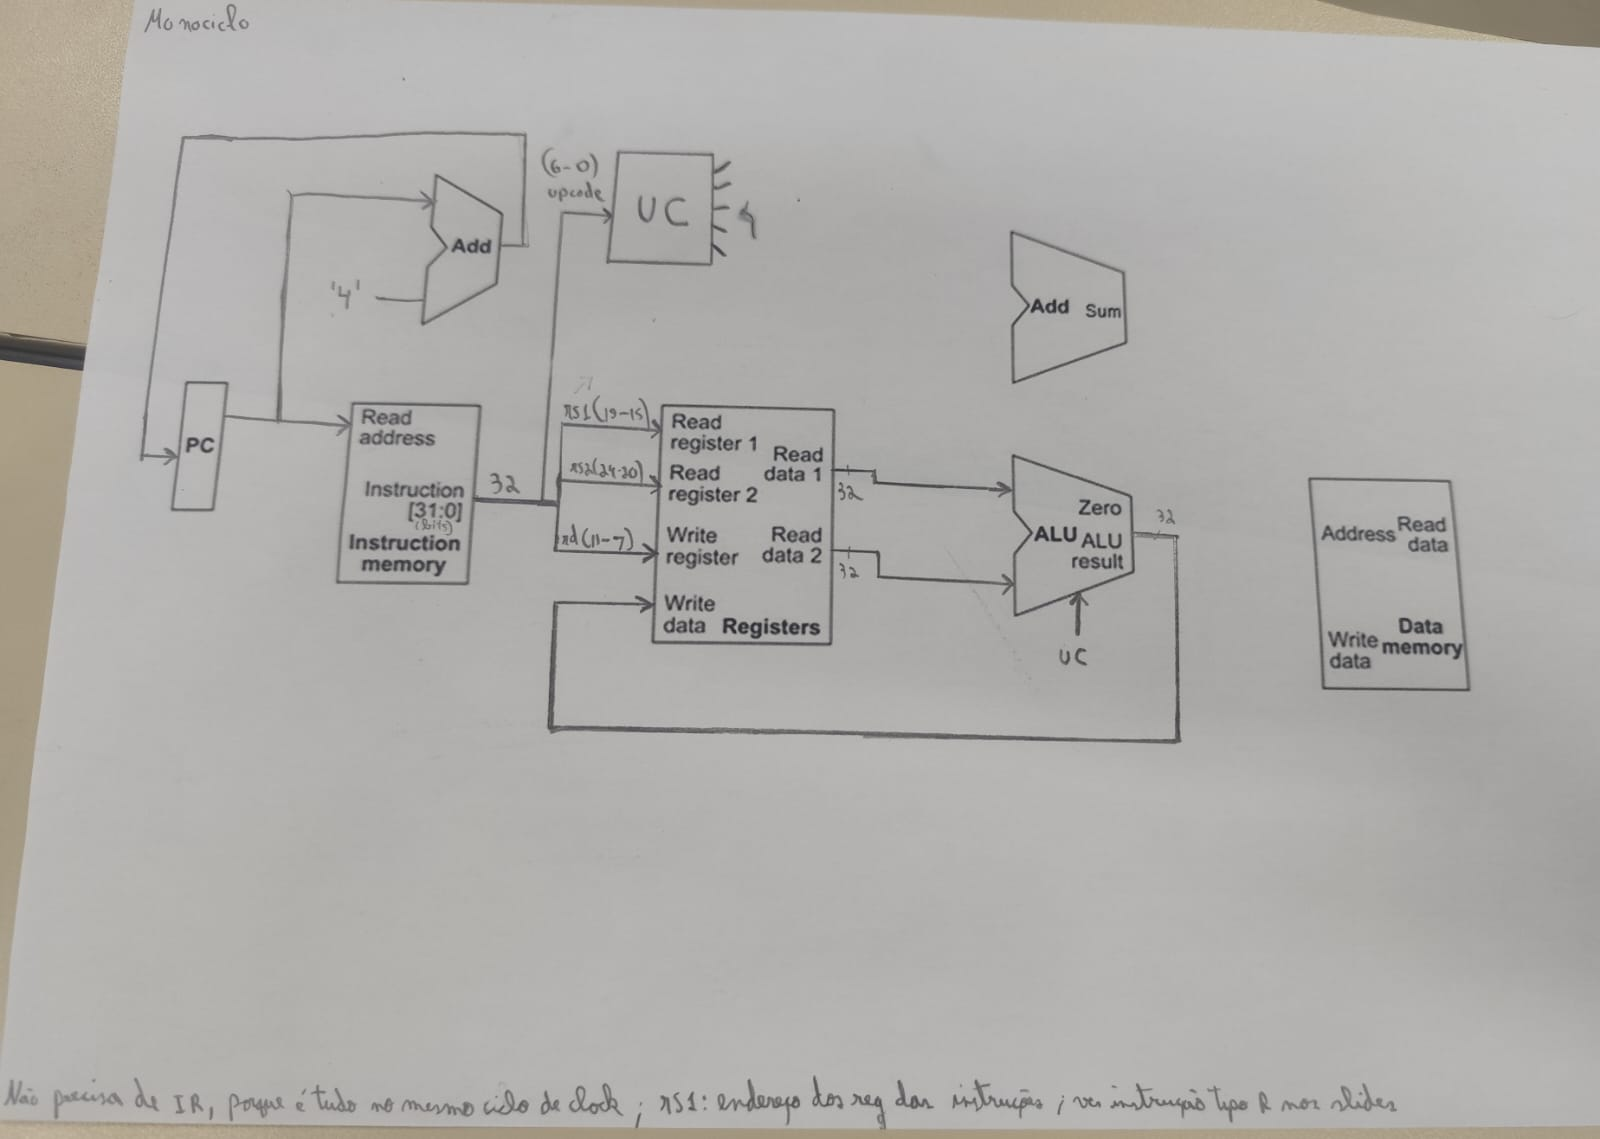 Monociclo
(6-0)
upcode
UC
Add
'4'
Add Sum
PC
Read
address
Instruction
[31:0]
(bits)
Instruction
memory
32
rs1(19-15)
rs2(24-20)
rd(11-7)
Read
register 1
Read
data 1
Read
register 2
Write
register
Read
data 2
Write
data Registers
32
32
Zero
ALU ALU
result
32
UC
Address Read
data
Write
data
Data
memory
Não precisa de IR, porque é tudo no mesmo ciclo de clock ; rs1: endereço dos reg das instruções ; ver instrução tipo R nos slides